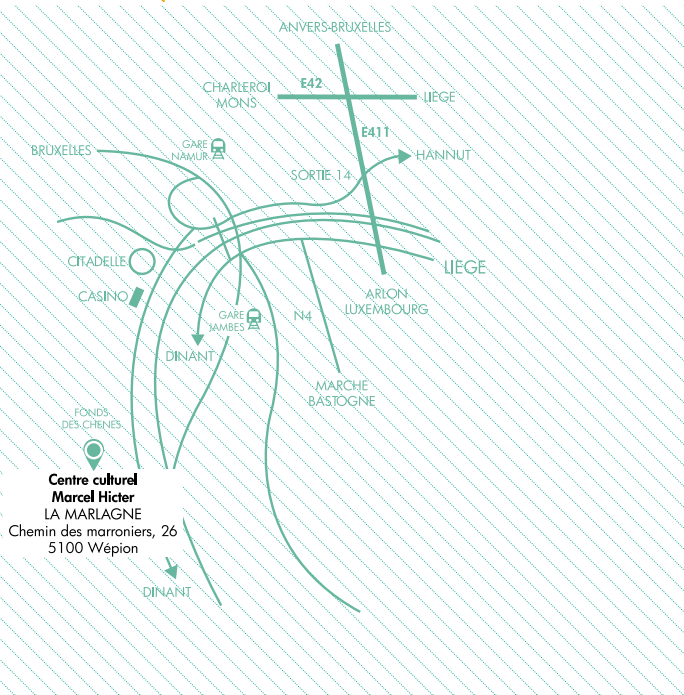 ANVERS-BRUXELLES
CHARLEROI
MONS
E42
LIEGE
E411
BRUXELLES
GARE
NAMUR
HANNUT
SORTIE 14
CITADELLE
LIEGE
CASINO
ARLON
LUXEMBOURG
GARE
JAMBES
N4
DINANT
MARCHE
BASTOGNE
FONDS
DES CHENES
Centre culturel
Marcel Hicter
LA MARLAGNE
Chemin des marroniers, 26
5100 Wépion
DINANT